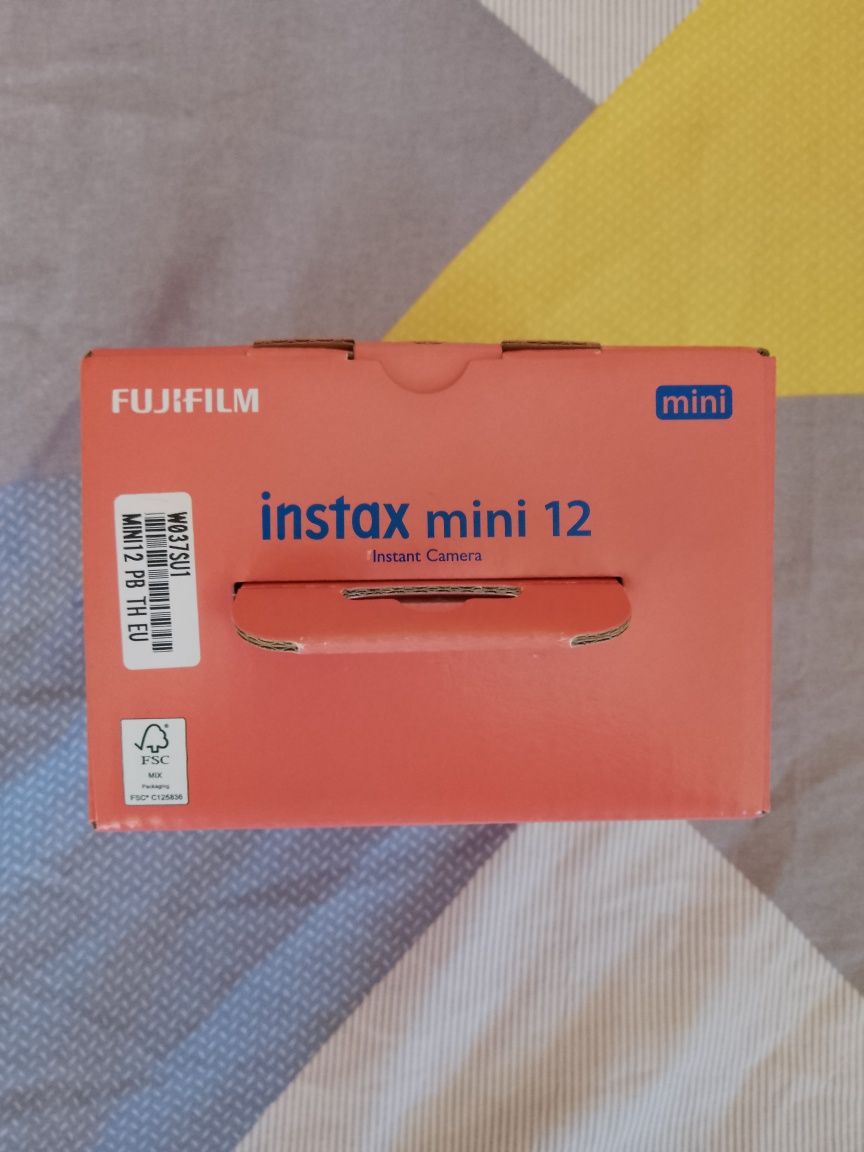 FUJIFILM
mini
instax mini 12
Instant Camera
W037SU1
MINI12 PB TH EU
FSC
MIX
Packaging
FSC® C125836